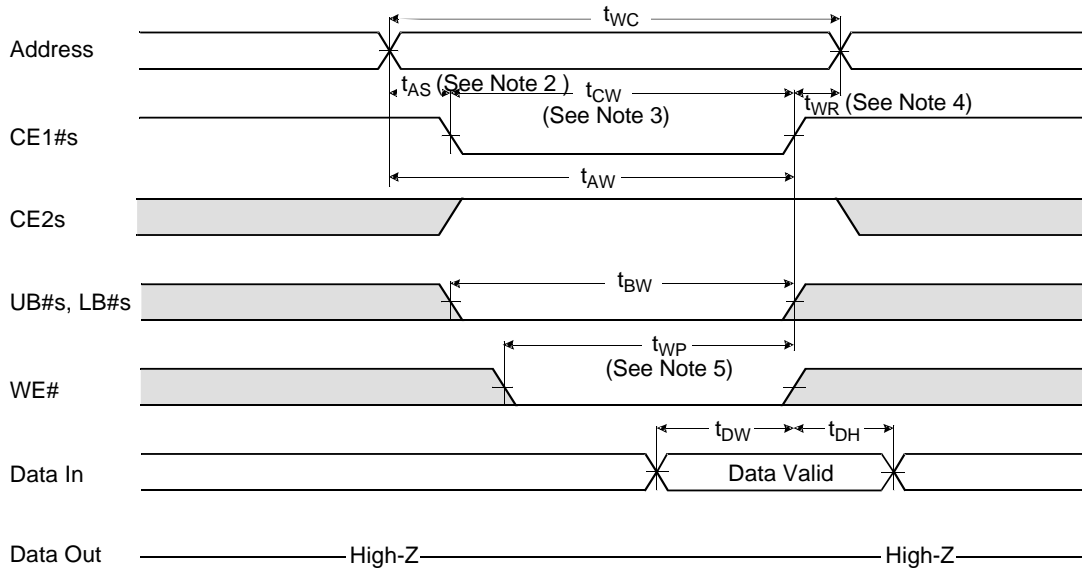 tWC
Address
tAS (See Note 2 )
tCW
(See Note 3)
tWR (See Note 4)
CE1#s
tAW
CE2s
tBW
UB#s, LB#s
tWP
(See Note 5)
WE#
tDW
tDH
Data In
Data Valid
Data Out
High-Z
High-Z